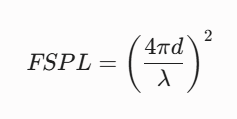 FSPL = (4πd / λ)²